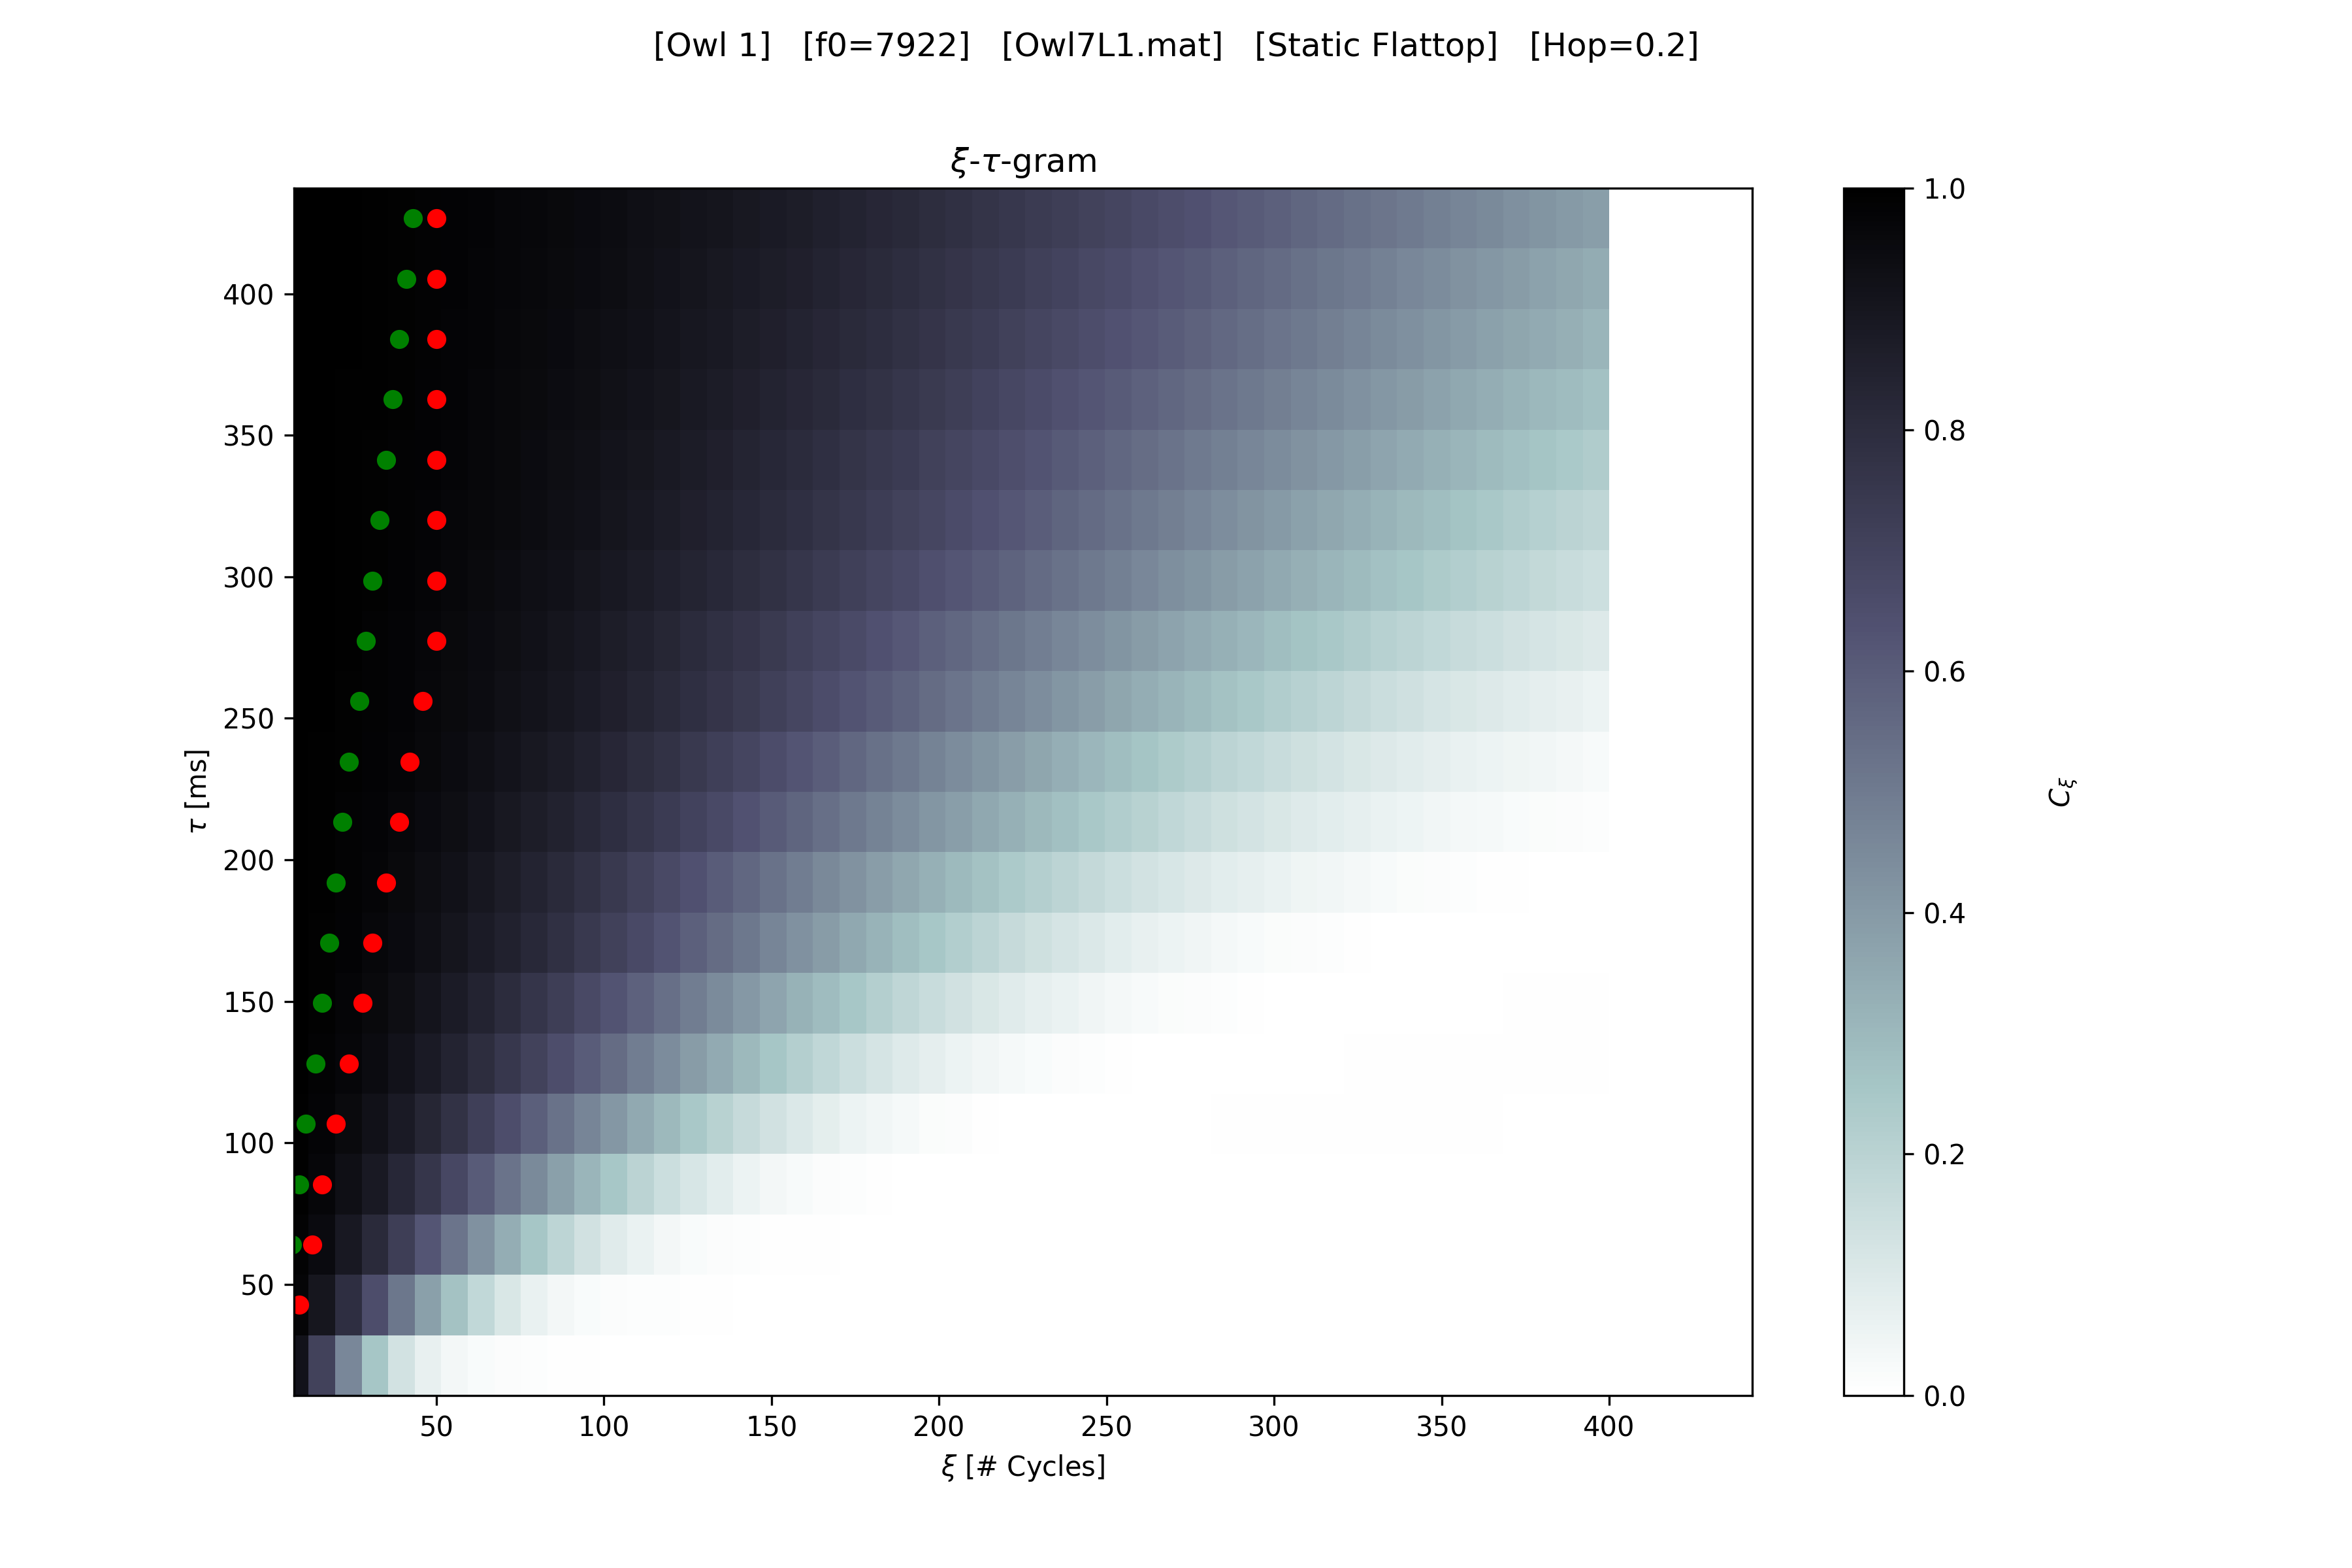 [Owl 1]   [f0=7922]   [Owl7L1.mat]   [Static Flattop]   [Hop=0.2]
ξ-τ-gram
400
350
300
250
200
150
100
50
τ [ms]
50 100 150 200 250 300 350 400
ξ [# Cycles]
1.0
0.8
0.6
0.4
0.2
0.0
C_ξ